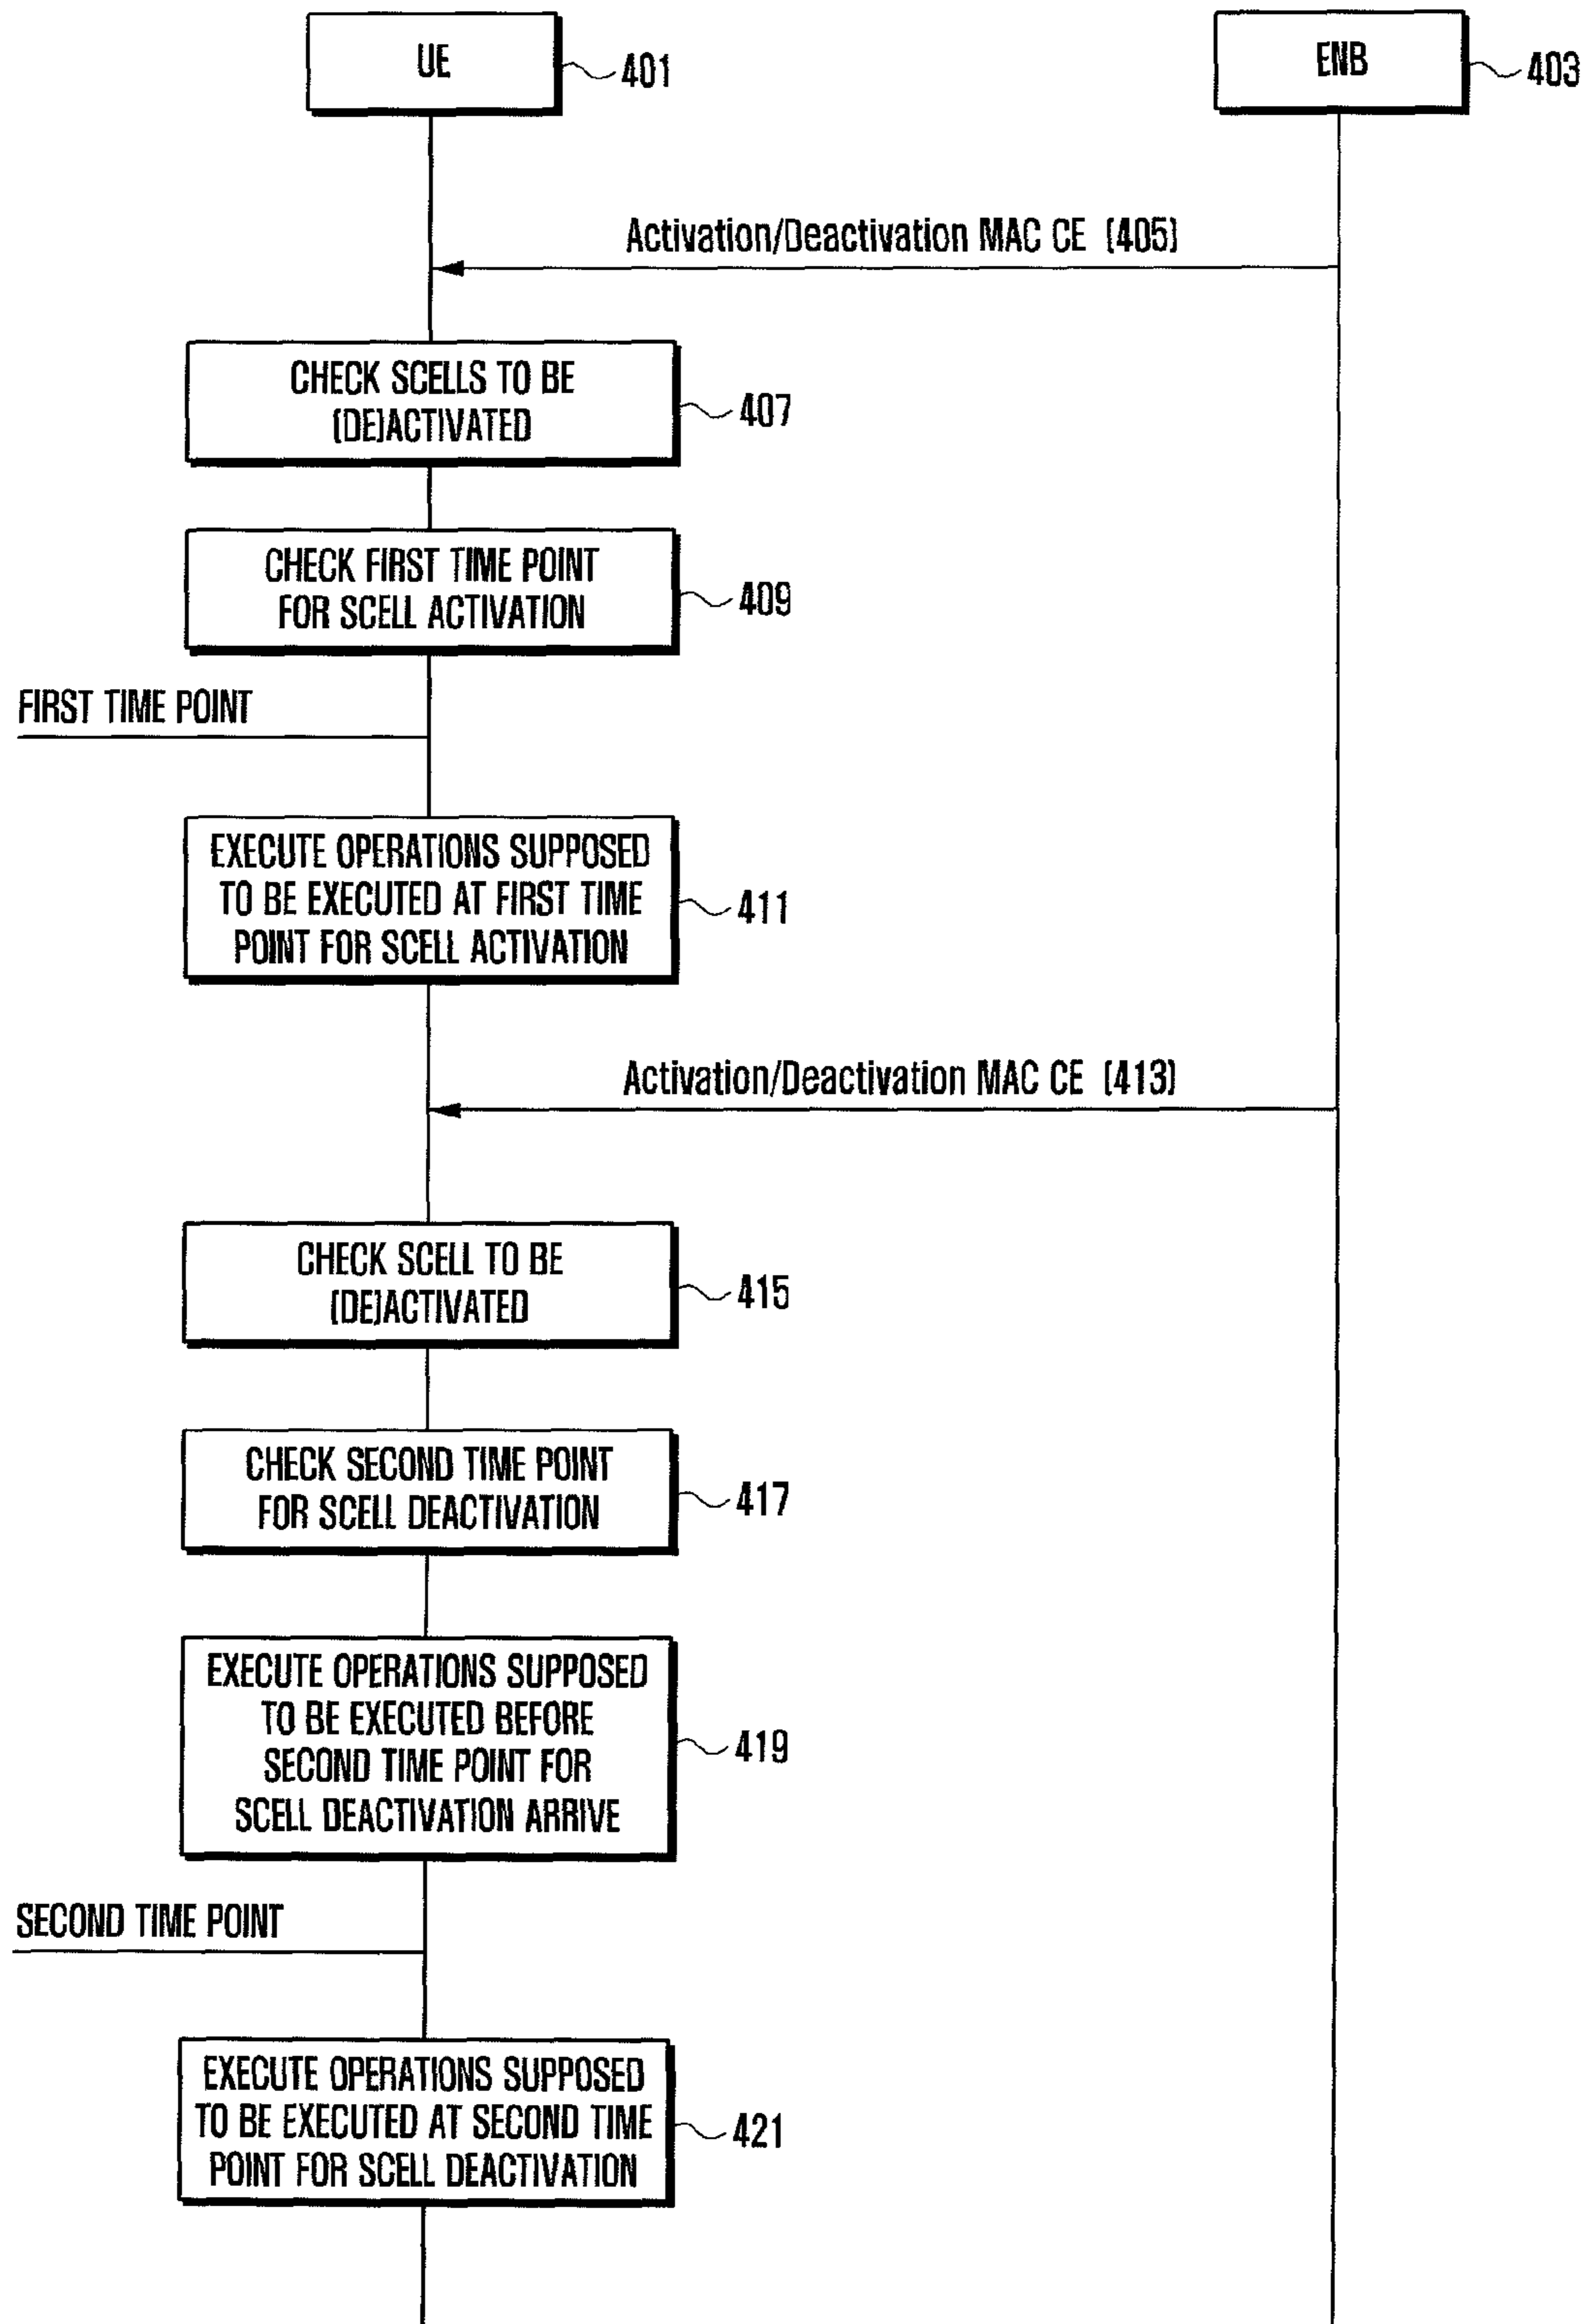 UE
401
ENB
403
Activation/Deactivation MAC CE (405)
CHECK SCELLS TO BE
(DE)ACTIVATED
407
CHECK FIRST TIME POINT
FOR SCELL ACTIVATION
409
FIRST TIME POINT
EXECUTE OPERATIONS SUPPOSED
TO BE EXECUTED AT FIRST TIME
POINT FOR SCELL ACTIVATION
411
Activation/Deactivation MAC CE (413)
CHECK SCELL TO BE
(DE)ACTIVATED
415
CHECK SECOND TIME POINT
FOR SCELL DEACTIVATION
417
EXECUTE OPERATIONS SUPPOSED
TO BE EXECUTED BEFORE
SECOND TIME POINT FOR
SCELL DEACTIVATION ARRIVE
419
SECOND TIME POINT
EXECUTE OPERATIONS SUPPOSED
TO BE EXECUTED AT SECOND TIME
POINT FOR SCELL DEACTIVATION
421